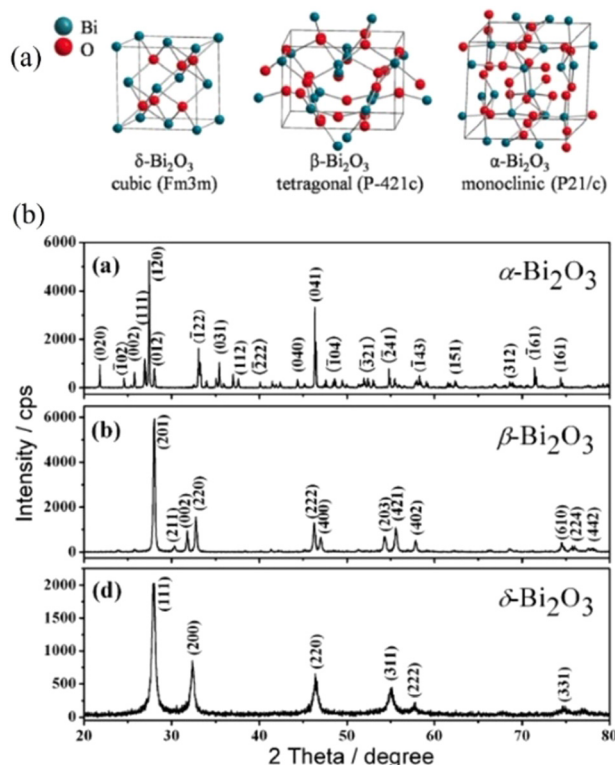 (a)
Bi
O
δ-Bi₂O₃
cubic (Fm3m)
β-Bi₂O₃
tetragonal (P-421c)
α-Bi₂O₃
monoclinic (P21/c)
(b)
Intensity / cps
6000
4000
2000
0
(a)
α-Bi₂O₃
(020)
(1̄02)
(002)
(111)
(1̄20)
(012)
(1̄22)
(031)
(112)
(2̄22)
(040)
(041)
(1̄04)
(3̄21)
(2̄41)
(1̄43)
(151)
(312)
(1̄61)
(161)
6000
4000
2000
0
(b)
β-Bi₂O₃
(201)
(211)
(002)
(220)
(222)
(400)
(203)
(421)
(402)
(610)
(224)
(442)
2000
1500
1000
500
0
(d)
δ-Bi₂O₃
(111)
(200)
(220)
(311)
(222)
(331)
20 30 40 50 60 70 80
2 Theta / degree